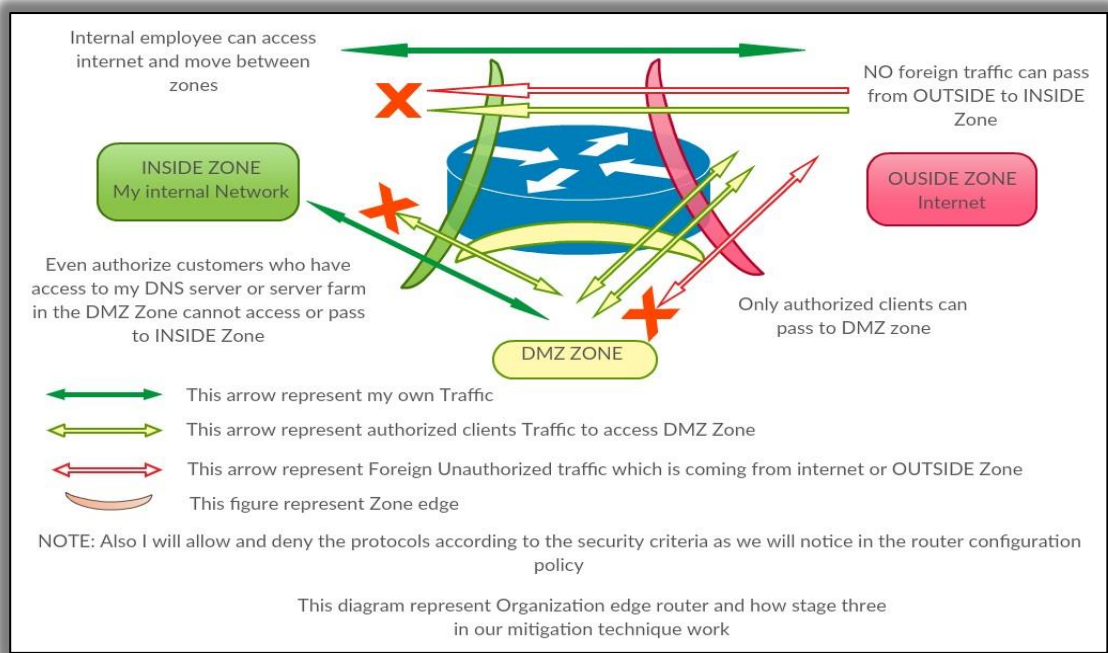 Internal employee can access
internet and move between
zones
NO foreign traffic can pass
from OUTSIDE to INSIDE
Zone
INSIDE ZONE
My internal Network
OUSIDE ZONE
Internet
Even authorize customers who have
access to my DNS server or server farm
in the DMZ Zone cannot access or pass
to INSIDE Zone
Only authorized clients can
pass to DMZ zone
DMZ ZONE
This arrow represent my own Traffic
This arrow represent authorized clients Traffic to access DMZ Zone
This arrow represent Foreign Unauthorized traffic which is coming from internet or OUTSIDE Zone
This figure represent Zone edge
NOTE: Also I will allow and deny the protocols according to the security criteria as we will notice in the router configuration
policy
This diagram represent Organization edge router and how stage three
in our mitigation technique work